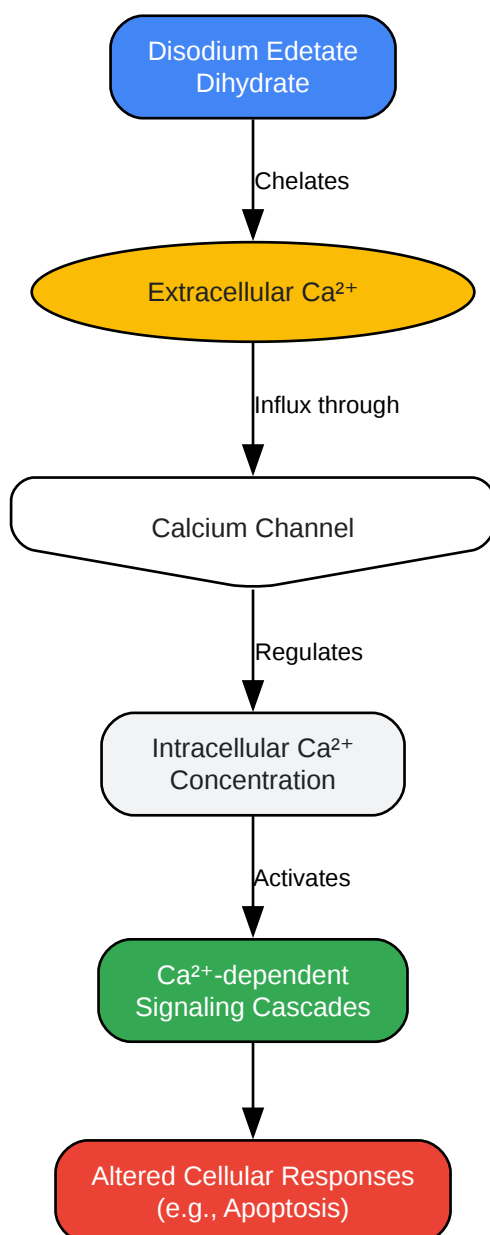 Disodium Edetate
Dihydrate
Chelates
Extracellular Ca²⁺
Influx through
Calcium Channel
Regulates
Intracellular Ca²⁺
Concentration
Activates
Ca²⁺-dependent
Signaling Cascades
Altered Cellular Responses
(e.g., Apoptosis)